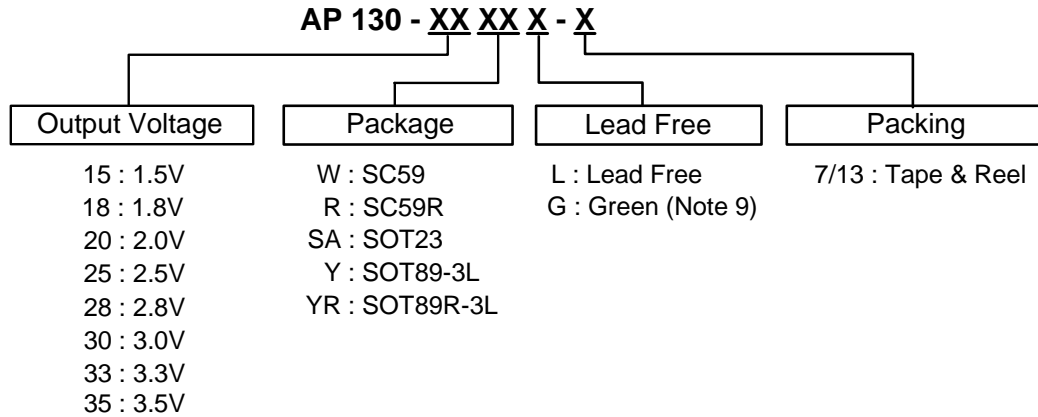 AP 130 - XX XX X - X
Output Voltage
15 : 1.5V
18 : 1.8V
20 : 2.0V
25 : 2.5V
28 : 2.8V
30 : 3.0V
33 : 3.3V
35 : 3.5V
Package
W : SC59
R : SC59R
SA : SOT23
Y : SOT89-3L
YR : SOT89R-3L
Lead Free
L : Lead Free
G : Green (Note 9)
Packing
7/13 : Tape & Reel